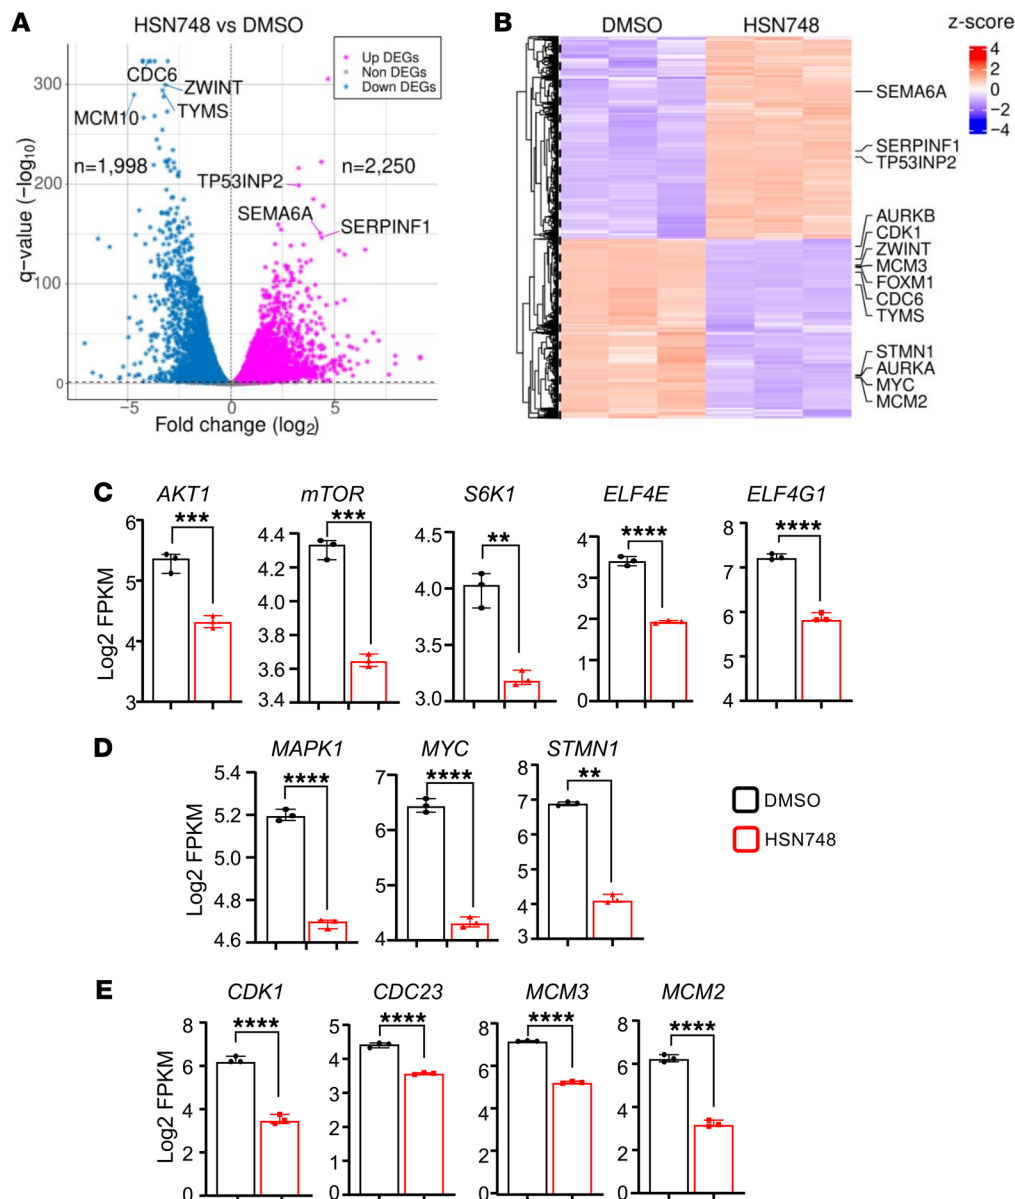 A
HSN748 vs DMSO
q-value (−log10)
300
200
100
0
−5
0
5
Fold change (log2)
Up DEGs
Non DEGs
Down DEGs
CDC6
ZWINT
MCM10
TYMS
n=1,998
n=2,250
TP53INP2
SEMA6A
SERPINF1
B
DMSO
HSN748
z-score
4
2
0
−2
−4
SEMA6A
SERPINF1
TP53INP2
AURKB
CDK1
ZWINT
MCM3
FOXM1
CDC6
TYMS
STMN1
AURKA
MYC
MCM2
C
Log2 FPKM
AKT1
***
6
5
4
3
mTOR
***
4.4
4.2
4.0
3.8
3.6
3.4
S6K1
**
4.5
4.0
3.5
3.0
ELF4E
****
4
3
2
1
0
ELF4G1
****
8
7
6
5
4
D
Log2 FPKM
MAPK1
****
5.4
5.2
5.0
4.8
4.6
MYC
****
7
6
5
4
STMN1
**
8
7
6
5
4
3
DMSO
HSN748
E
Log2 FPKM
CDK1
****
8
6
4
2
0
CDC23
****
5
4
3
2
1
0
MCM3
****
8
6
4
2
0
MCM2
****
8
6
4
2
0